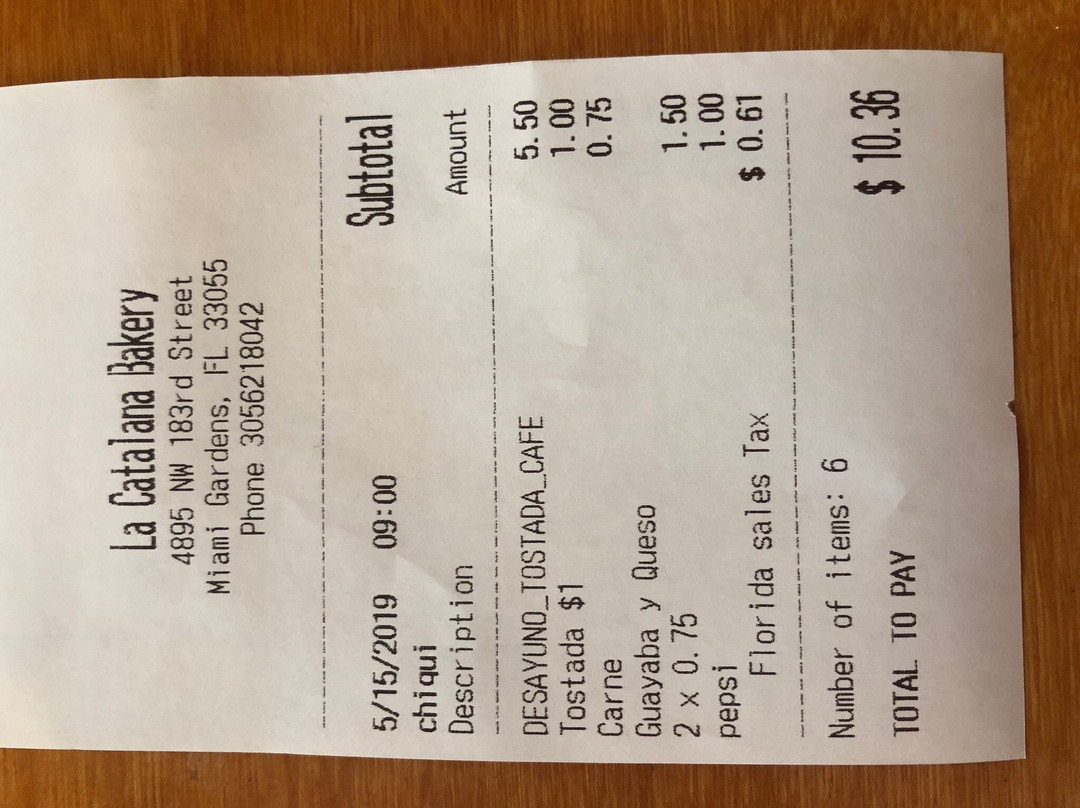 La Catalana Bakery
4895 NW 183rd Street
Miami Gardens, FL 33055
Phone 3056218042
5/15/2019 09:00 Subtotal
chiqui
Description Amount
DESAYUNO_TOSTADA_CAFE 5.50
Tostada $1 1.00
Carne 0.75
Guayaba y Queso
2 x 0.75 1.50
pepsi 1.00
Florida sales Tax $ 0.61
Number of items: 6
TOTAL TO PAY $ 10.36